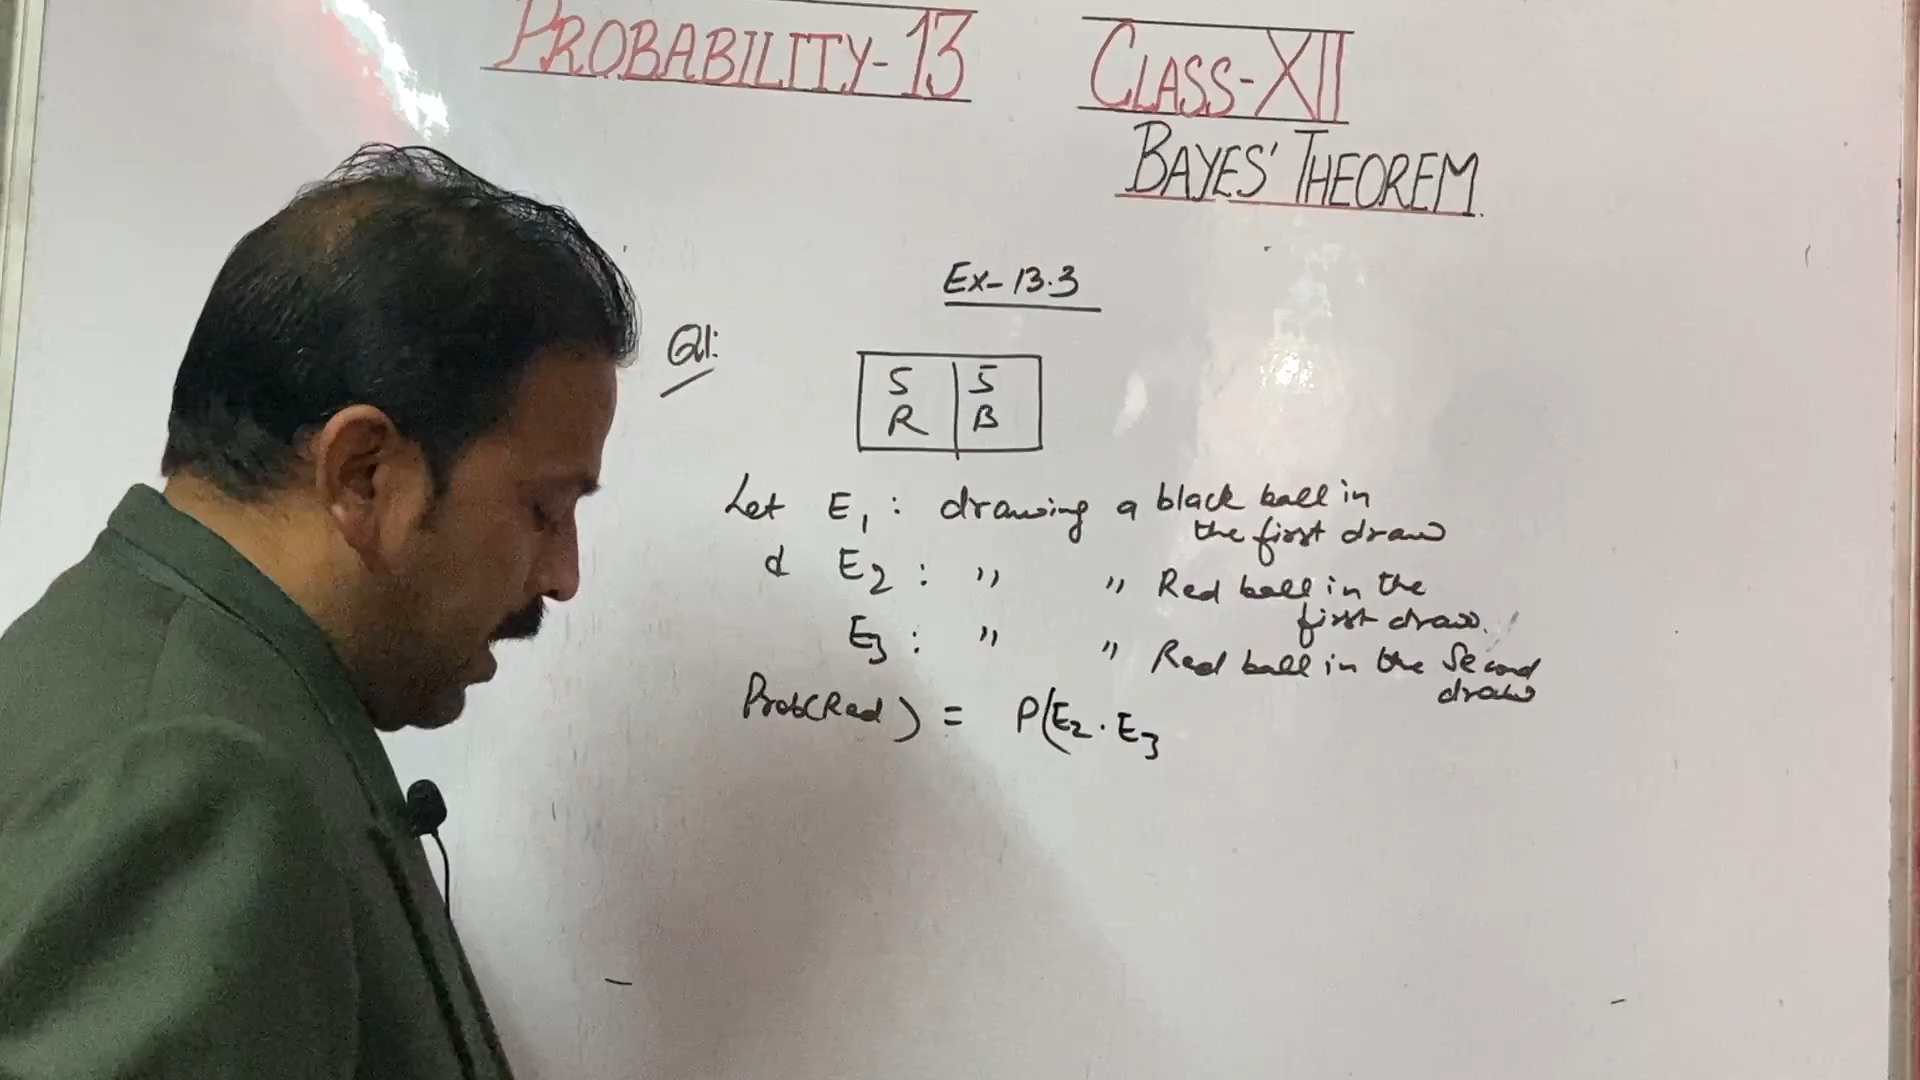 PROBABILITY-13 CLASS-XII
BAYES' THEOREM.
Ex-13.3
Q1:
5 5
R B
Let E1 : drawing a black ball in
the first draw
& E2 : " " Red ball in the
first draw.
E3 : " " Red ball in the Second
draw
Prob(Red) = P(E2 . E3